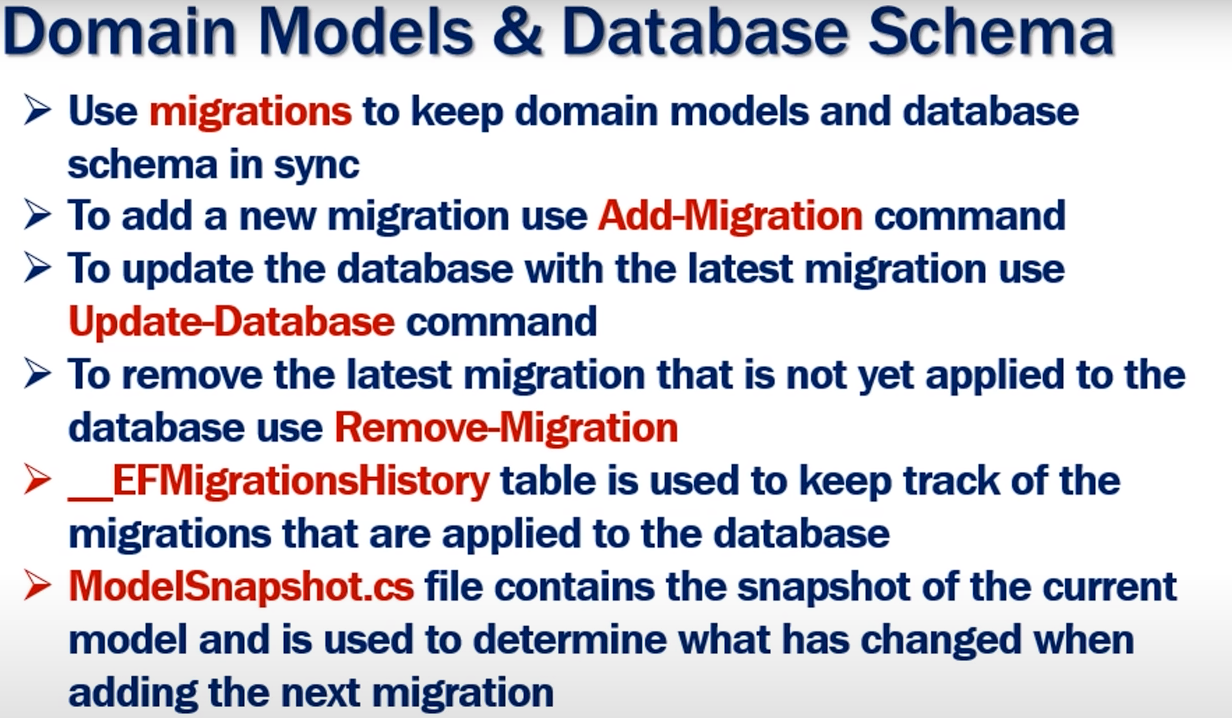 Domain Models & Database Schema
➢ Use migrations to keep domain models and database
schema in sync
➢ To add a new migration use Add-Migration command
➢ To update the database with the latest migration use
Update-Database command
➢ To remove the latest migration that is not yet applied to the
database use Remove-Migration
➢ __EFMigrationsHistory table is used to keep track of the
migrations that are applied to the database
➢ ModelSnapshot.cs file contains the snapshot of the current
model and is used to determine what has changed when
adding the next migration